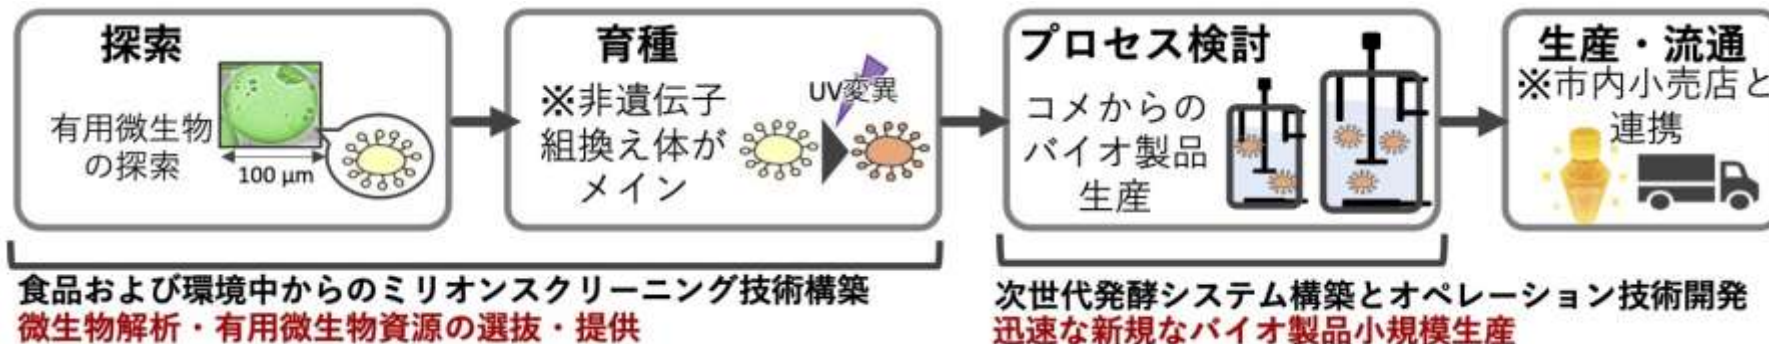 探索
有用微生物
の探索
100 μm
育種
※非遺伝子
組換え体が
メイン
UV変異
プロセス検討
コメからの
バイオ製品
生産
生産・流通
※市内小売店と
連携
食品および環境中からのミリオンスクリーニング技術構築
微生物解析・有用微生物資源の選抜・提供
次世代発酵システム構築とオペレーション技術開発
迅速な新規なバイオ製品小規模生産